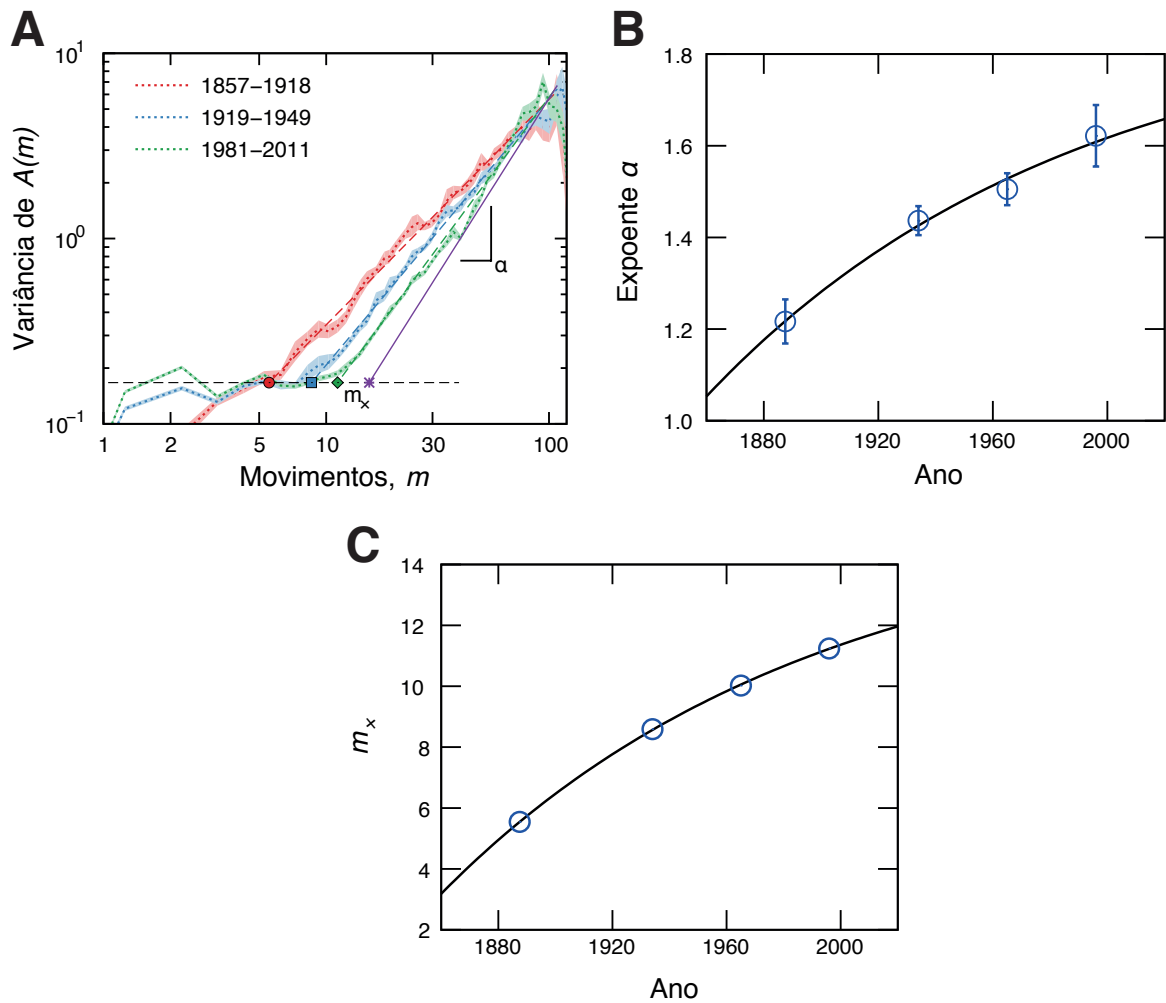 A
10^1
10^0
10^-1
Variância de A(m)
1857–1918
1919–1949
1981–2011
α
m×
1 2 5 10 30 100
Movimentos, m
B
1.8
1.6
1.4
1.2
1.0
Expoente α
1880 1920 1960 2000
Ano
C
14
12
10
8
6
4
2
m×
1880 1920 1960 2000
Ano